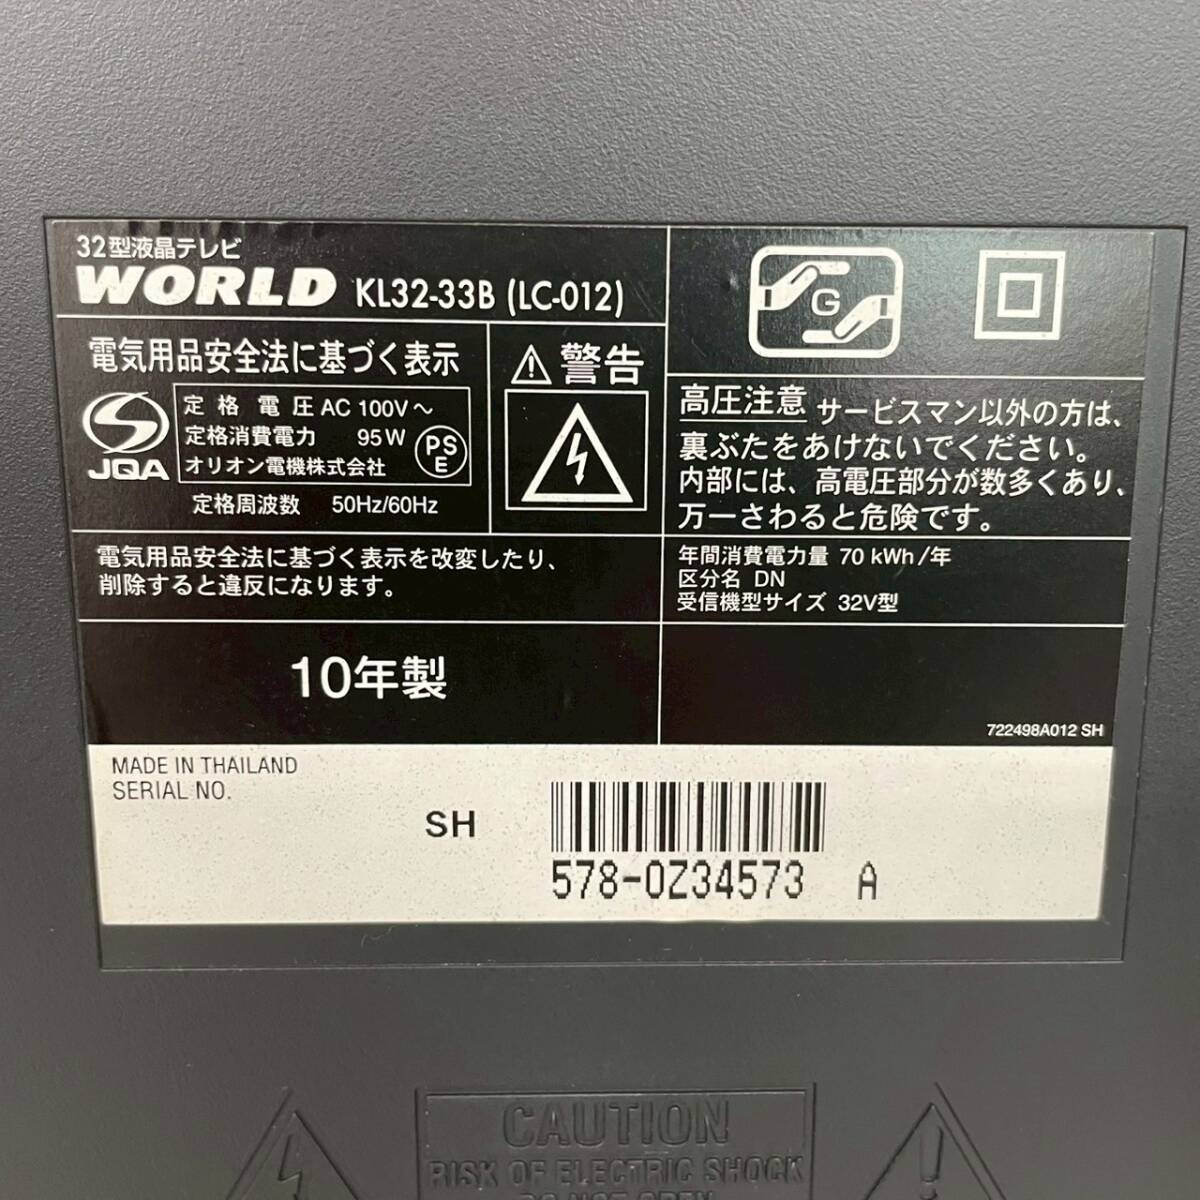 32型液晶テレビ
WORLD KL32-33B (LC-012)
電気用品安全法に基づく表示
JQA
定格電圧 AC 100V～
定格消費電力 95W
オリオン電機株式会社
PS
E
定格周波数 50Hz/60Hz
警告
G
高圧注意 サービスマン以外の方は、
裏ぶたをあけないでください。
内部には、高電圧部分が数多くあり、
万一さわると危険です。
電気用品安全法に基づく表示を改変したり、
削除すると違反になります。
年間消費電力量 70 kWh/年
区分名 DN
受信機型サイズ 32V型
10年製
722498A012 SH
MADE IN THAILAND
SERIAL NO.
SH
578-0Z34573 A
CAUTION
RISK OF ELECTRIC SHOCK
DO NOT OPEN